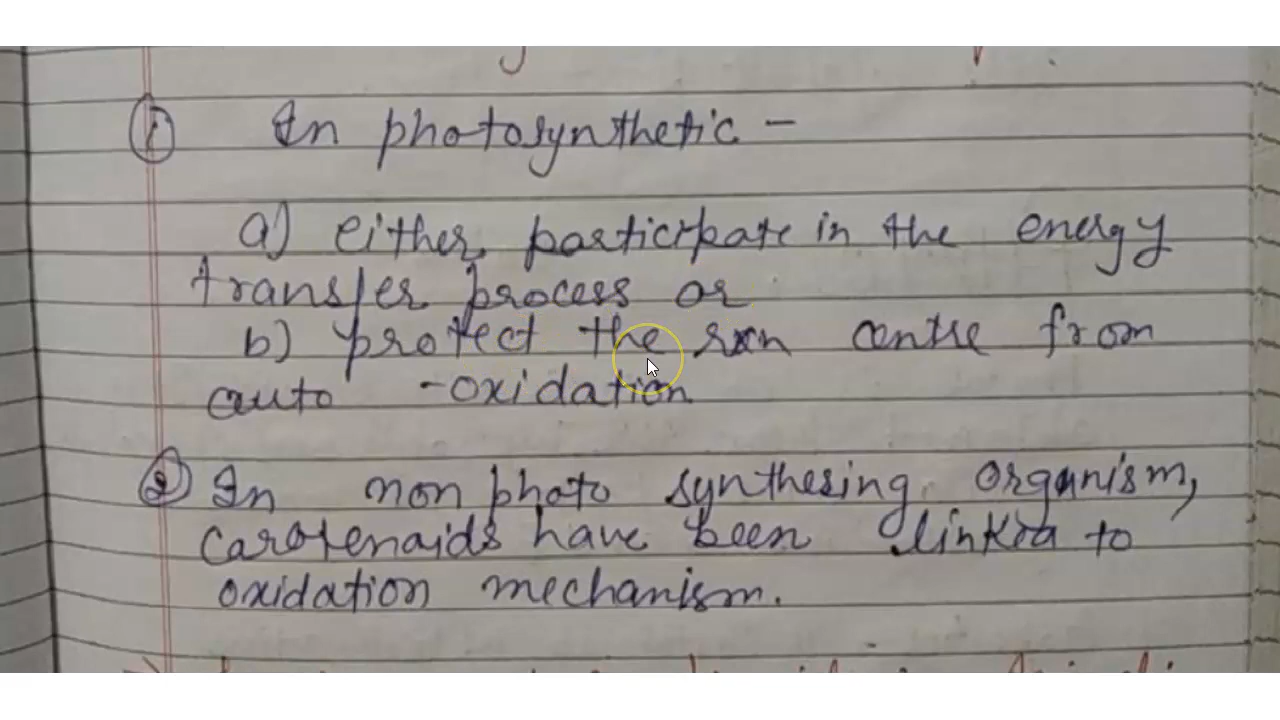 ① In photosynthetic -
a) either participate in the energy
transfer process or
b) protect the rxn centre from
auto -oxidation
② In non photo synthesing organism,
carotenoids have been linked to
oxidation mechanism.